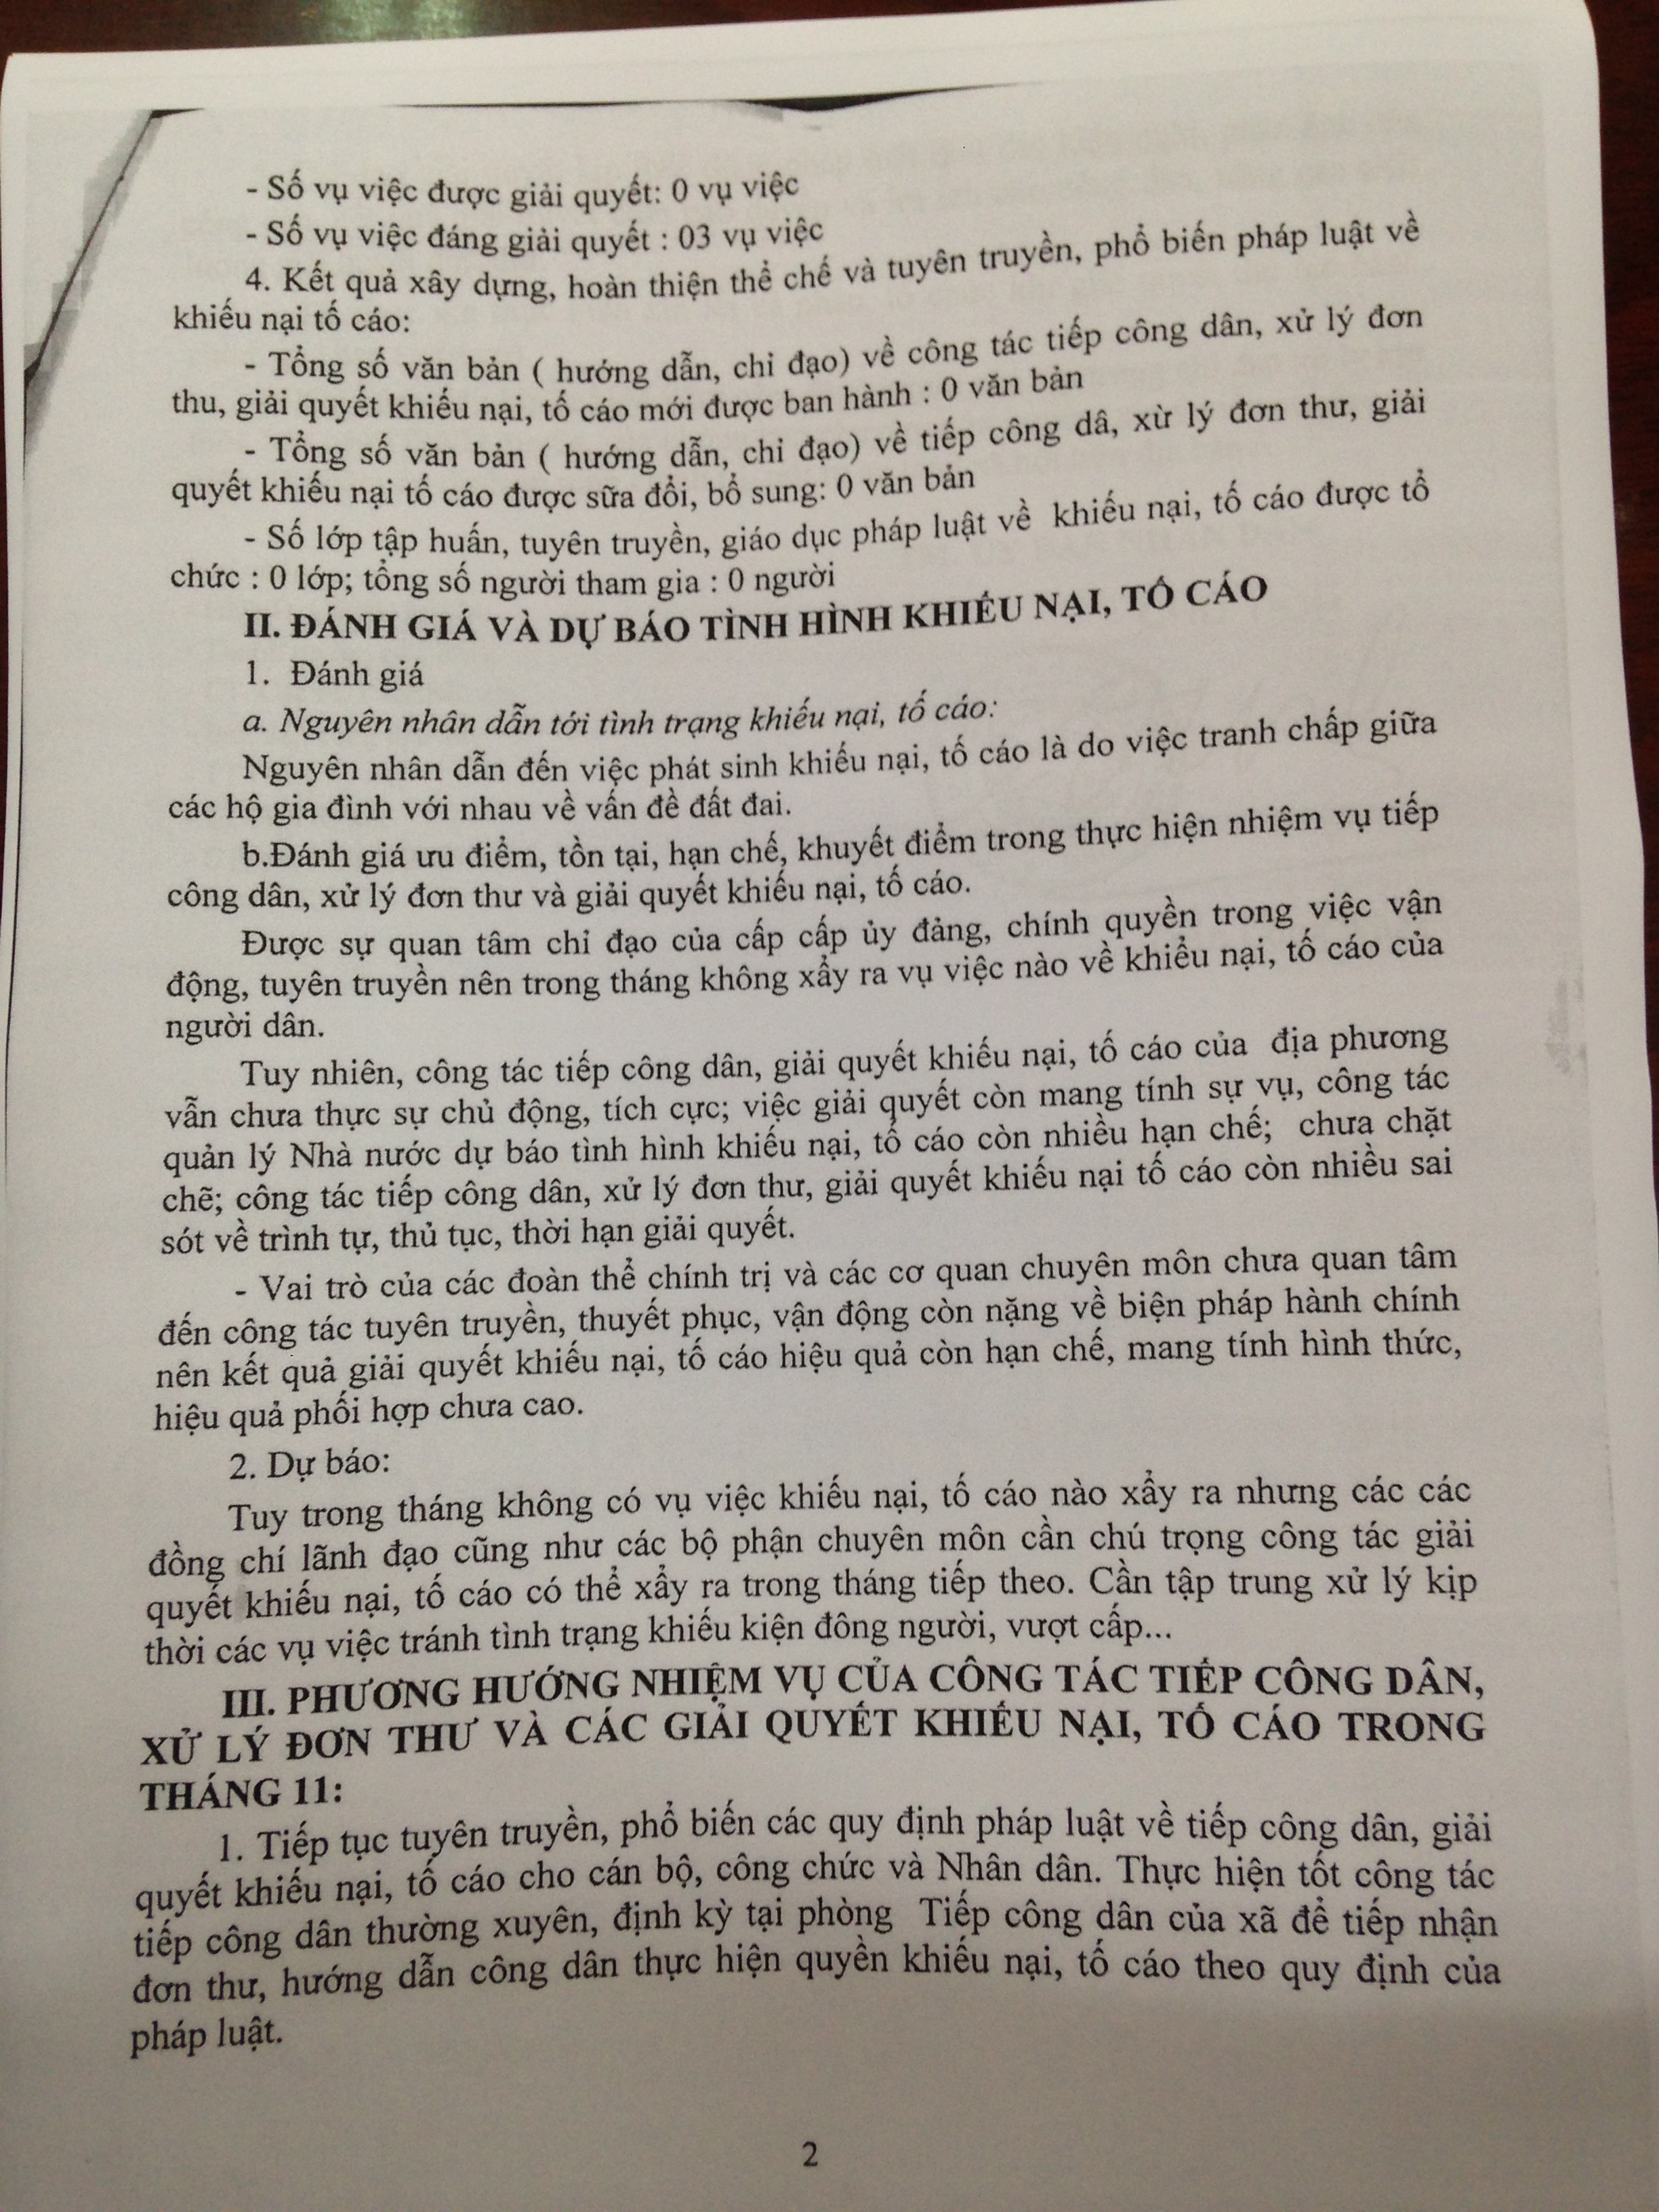 - Số vụ việc được giải quyết: 0 vụ việc
- Số vụ việc đáng giải quyết : 03 vụ việc
4. Kết quả xây dựng, hoàn thiện thể chế và tuyên truyền, phổ biến pháp luật về
khiếu nại tố cáo:
- Tổng số văn bản ( hướng dẫn, chỉ đạo) về công tác tiếp công dân, xử lý đơn
thu, giải quyết khiếu nại, tố cáo mới được ban hành : 0 văn bản
- Tổng số văn bản ( hướng dẫn, chỉ đạo) về tiếp công dâ, xừ lý đơn thư, giải
quyết khiếu nại tố cáo được sữa đổi, bổ sung: 0 văn bản
- Số lớp tập huấn, tuyên truyền, giáo dục pháp luật về khiếu nại, tố cáo được tổ
chức : 0 lớp; tổng số người tham gia : 0 người
II. ĐÁNH GIÁ VÀ DỰ BÁO TÌNH HÌNH KHIẾU NẠI, TỐ CÁO
1. Đánh giá
a. Nguyên nhân dẫn tới tình trạng khiếu nại, tố cáo:
Nguyên nhân dẫn đến việc phát sinh khiếu nại, tố cáo là do việc tranh chấp giữa
các hộ gia đình với nhau về vấn đề đất đai.
b.Đánh giá ưu điểm, tồn tại, hạn chế, khuyết điểm trong thực hiện nhiệm vụ tiếp
công dân, xử lý đơn thư và giải quyết khiếu nại, tố cáo.
Được sự quan tâm chỉ đạo của cấp cấp ủy đảng, chính quyền trong việc vận
động, tuyên truyền nên trong tháng không xẩy ra vụ việc nào về khiểu nại, tố cáo của
người dân.
Tuy nhiên, công tác tiếp công dân, giải quyết khiếu nại, tố cáo của địa phương
vẫn chưa thực sự chủ động, tích cực; việc giải quyết còn mang tính sự vụ, công tác
quản lý Nhà nước dự báo tình hình khiếu nại, tố cáo còn nhiều hạn chế; chưa chặt
chẽ; công tác tiếp công dân, xử lý đơn thư, giải quyết khiếu nại tố cáo còn nhiều sai
sót về trình tự, thủ tục, thời hạn giải quyết.
- Vai trò của các đoàn thể chính trị và các cơ quan chuyên môn chưa quan tâm
đến công tác tuyên truyền, thuyết phục, vận động còn nặng về biện pháp hành chính
nên kết quả giải quyết khiếu nại, tố cáo hiệu quả còn hạn chế, mang tính hình thức,
hiệu quả phối hợp chưa cao.
2. Dự báo:
Tuy trong tháng không có vụ việc khiếu nại, tố cáo nào xẩy ra nhưng các các
đồng chí lãnh đạo cũng như các bộ phận chuyên môn cần chú trọng công tác giải
quyết khiếu nại, tố cáo có thể xẩy ra trong tháng tiếp theo. Cần tập trung xử lý kịp
thời các vụ việc tránh tình trạng khiếu kiện đông người, vượt cấp...
III. PHƯƠNG HƯỚNG NHIỆM VỤ CỦA CÔNG TÁC TIẾP CÔNG DÂN,
XỬ LÝ ĐƠN THƯ VÀ CÁC GIẢI QUYẾT KHIẾU NẠI, TỐ CÁO TRONG
THÁNG 11:
1. Tiếp tục tuyên truyền, phổ biến các quy định pháp luật về tiếp công dân, giải
quyết khiếu nại, tố cáo cho cán bộ, công chức và Nhân dân. Thực hiện tốt công tác
tiếp công dân thường xuyên, định kỳ tại phòng Tiếp công dân của xã để tiếp nhận
đơn thư, hướng dẫn công dân thực hiện quyền khiếu nại, tố cáo theo quy định của
pháp luật.
2